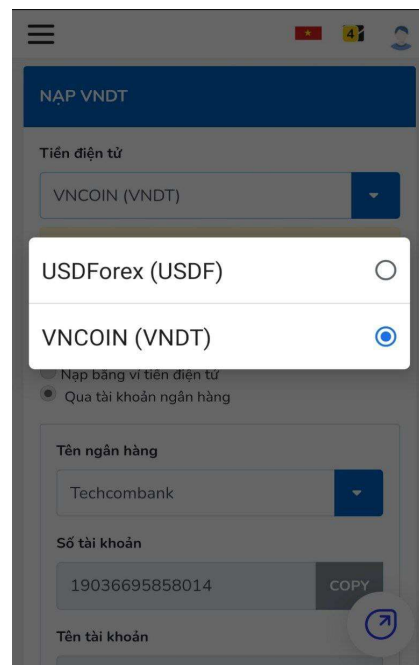 4
NẠP VNDT
Tiền điện tử
VNCOIN (VNDT)
USDForex (USDF)
VNCOIN (VNDT)
Nạp bằng ví tiền điện tử
Qua tài khoản ngân hàng
Tên ngân hàng
Techcombank
Số tài khoản
19036695858014
COPY
Tên tài khoản